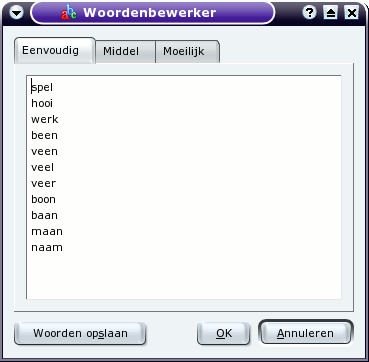 abc Woordenbewerker ?
Eenvoudig Middel Moeilijk
spel
hooi
werk
been
veen
veel
veer
boon
baan
maan
naam
Woorden opslaan OK Annuleren